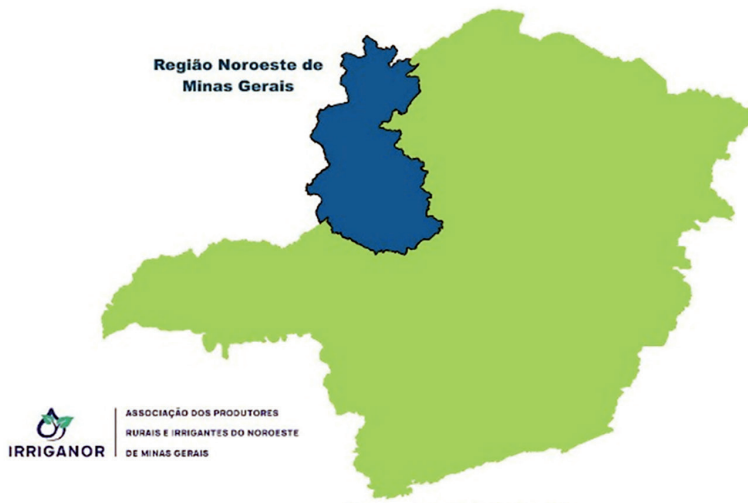 Região Noroeste de
Minas Gerais
IRRIGANOR
ASSOCIAÇÃO DOS PRODUTORES
RURAIS E IRRIGANTES DO NOROESTE
DE MINAS GERAIS